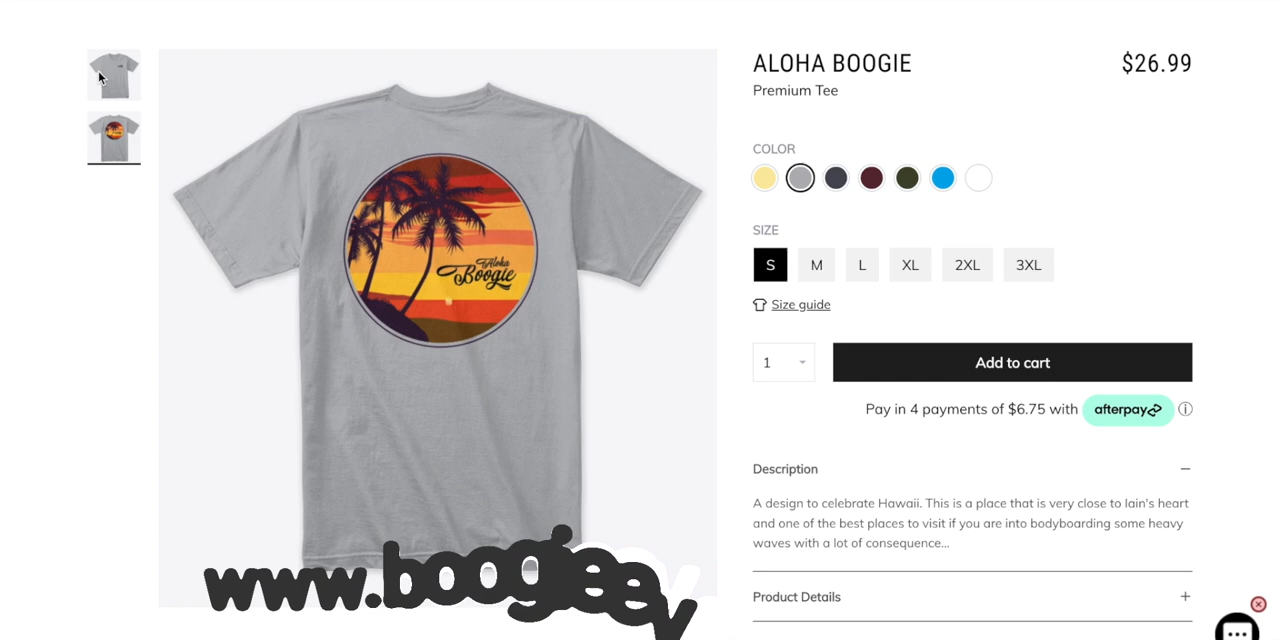 ALOHA BOOGIE
$26.99
Premium Tee
COLOR
SIZE
S M L XL 2XL 3XL
Size guide
1
Add to cart
Pay in 4 payments of $6.75 with afterpay
Description
A design to celebrate Hawaii. This is a place that is very close to Iain's heart
and one of the best places to visit if you are into bodyboarding some heavy
waves with a lot of consequence...
Product Details
Aloha
Boogie